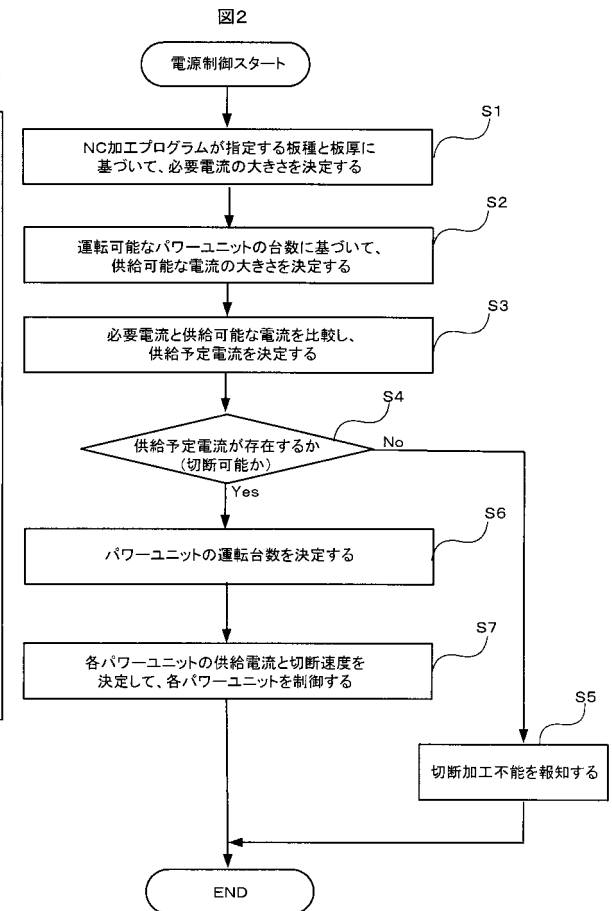 図2
電源制御スタート
S1
NC加工プログラムが指定する板種と板厚に
基づいて、必要電流の大きさを決定する
S2
運転可能なパワーユニットの台数に基づいて、
供給可能な電流の大きさを決定する
S3
必要電流と供給可能な電流を比較し、
供給予定電流を決定する
S4
供給予定電流が存在するか
(切断可能か)
No
Yes
S6
パワーユニットの運転台数を決定する
S7
各パワーユニットの供給電流と切断速度を
決定して、各パワーユニットを制御する
S5
切断加工不能を報知する
END